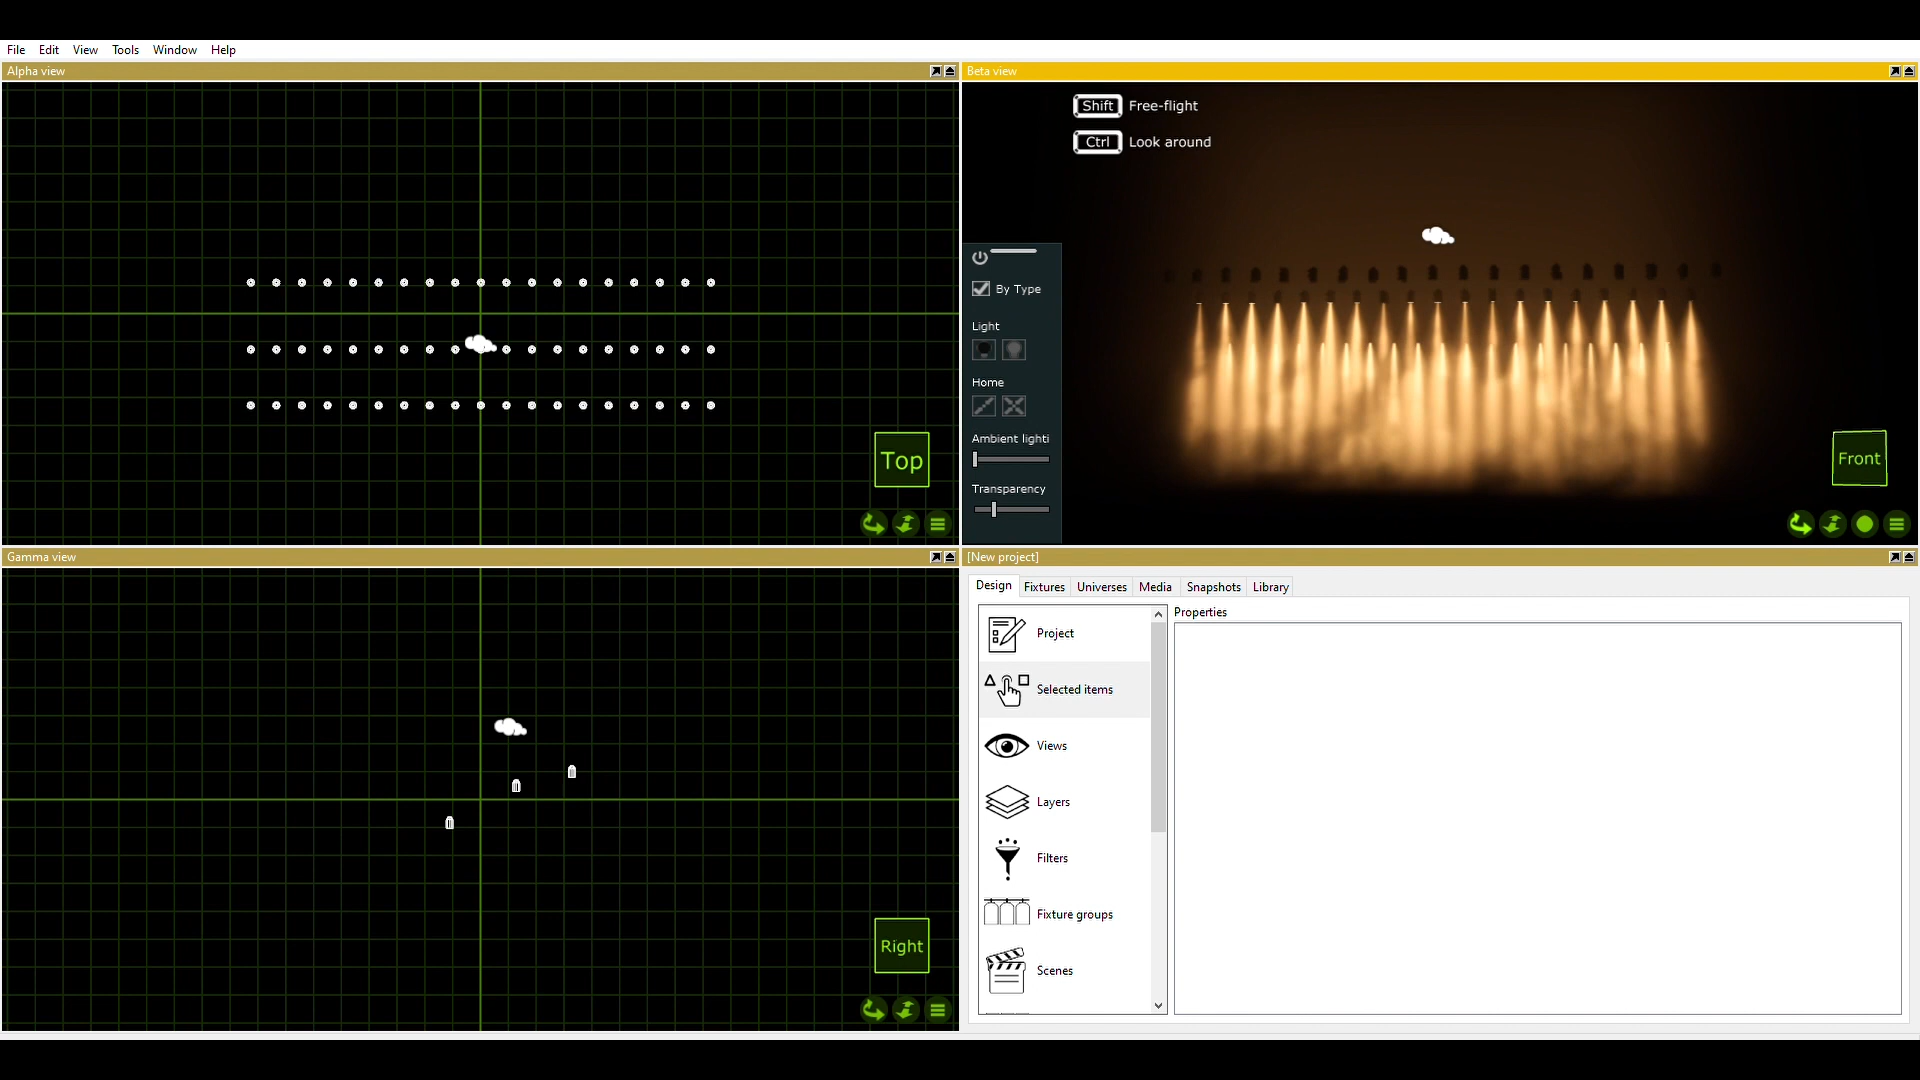 File Edit View Tools Window Help
Alpha view
Top
Beta view
Shift Free-flight
Ctrl Look around
By Type
Light
Home
Ambient lighti
Transparency
Front
Gamma view
Right
[New project]
Design Fixtures Universes Media Snapshots Library
Project
Selected items
Views
Layers
Filters
Fixture groups
Scenes
Properties